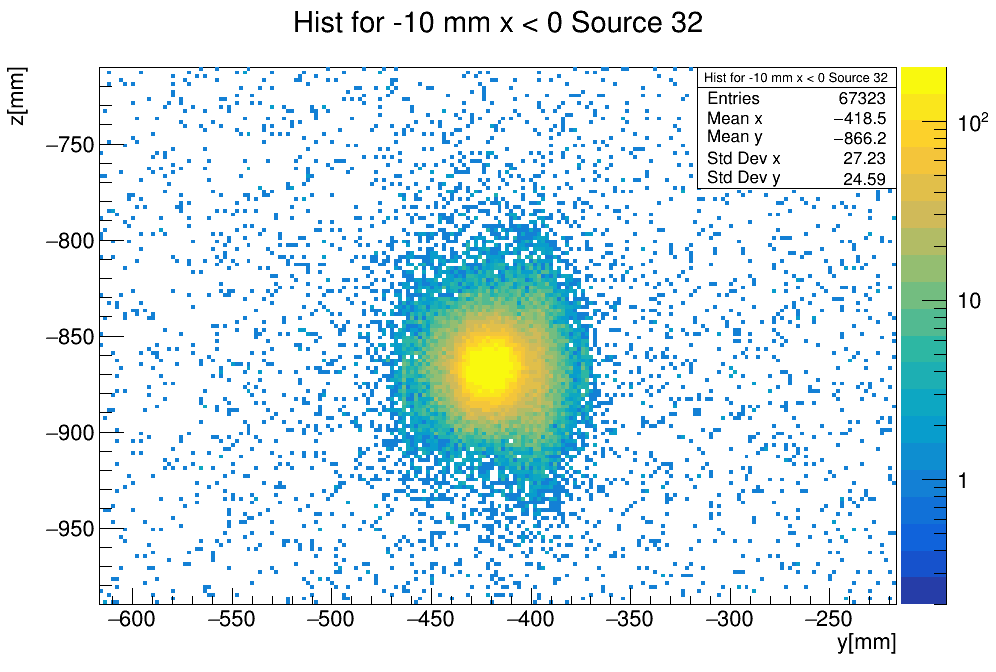 Hist for -10 mm x < 0 Source 32
z[mm]
Hist for -10 mm x < 0 Source 32
Entries 67323
Mean x −418.5
Mean y −866.2
Std Dev x 27.23
Std Dev y 24.59
−750
−800
−850
−900
−950
10²
10
1
−600 −550 −500 −450 −400 −350 −300 −250
y[mm]